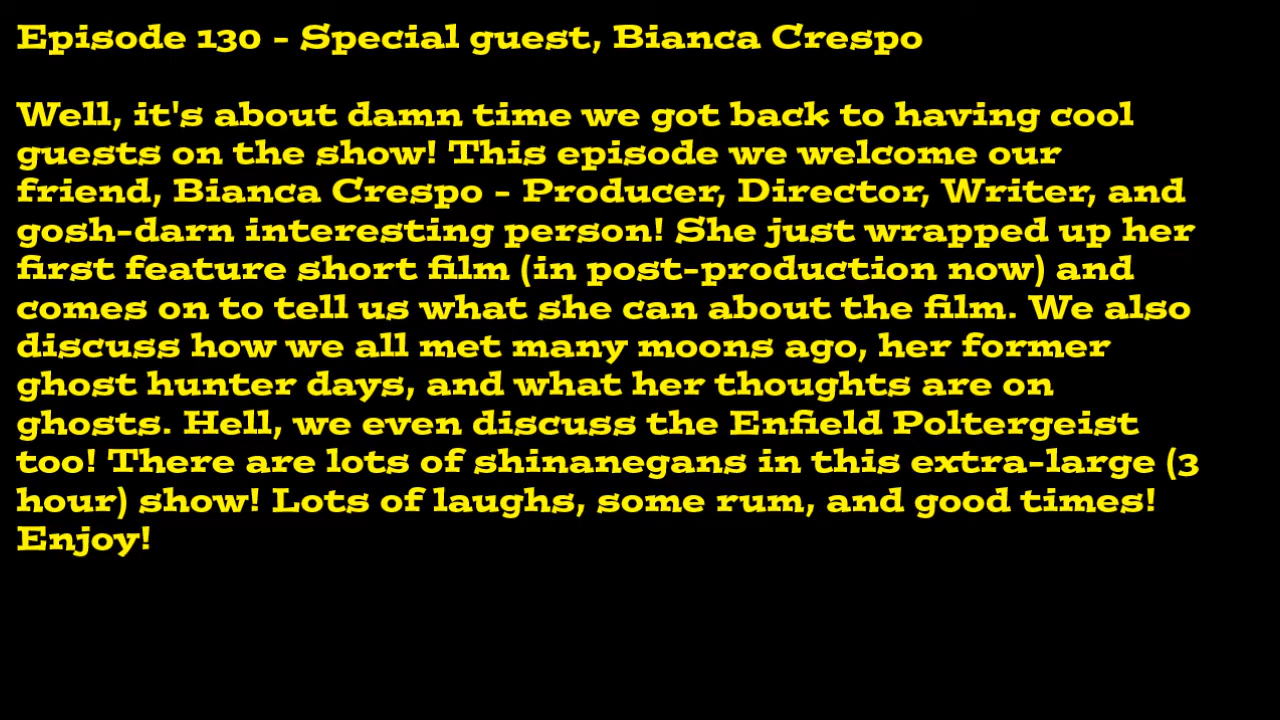 Episode 130 - Special guest, Bianca Crespo
Well, it's about damn time we got back to having cool
guests on the show! This episode we welcome our
friend, Bianca Crespo - Producer, Director, Writer, and
gosh-darn interesting person! She just wrapped up her
first feature short film (in post-production now) and
comes on to tell us what she can about the film. We also
discuss how we all met many moons ago, her former
ghost hunter days, and what her thoughts are on
ghosts. Hell, we even discuss the Enfield Poltergeist
too! There are lots of shinanegans in this extra-large (3
hour) show! Lots of laughs, some rum, and good times!
Enjoy!